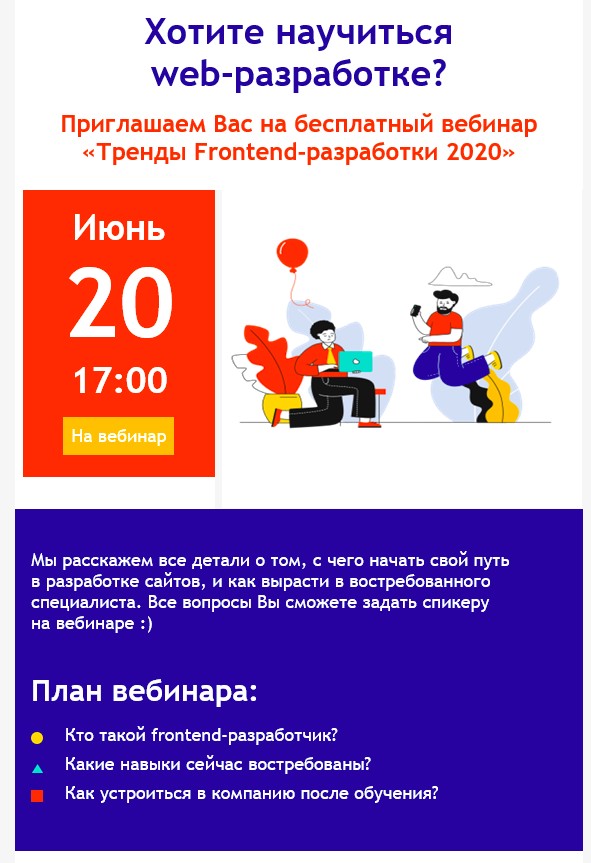 Хотите научиться
web-разработке?
Приглашаем Вас на бесплатный вебинар
«Тренды Frontend-разработки 2020»
Июнь
20
17:00
На вебинар
Мы расскажем все детали о том, с чего начать свой путь
в разработке сайтов, и как вырасти в востребованного
специалиста. Все вопросы Вы сможете задать спикеру
на вебинаре :)
План вебинара:
Кто такой frontend-разработчик?
Какие навыки сейчас востребованы?
Как устроиться в компанию после обучения?